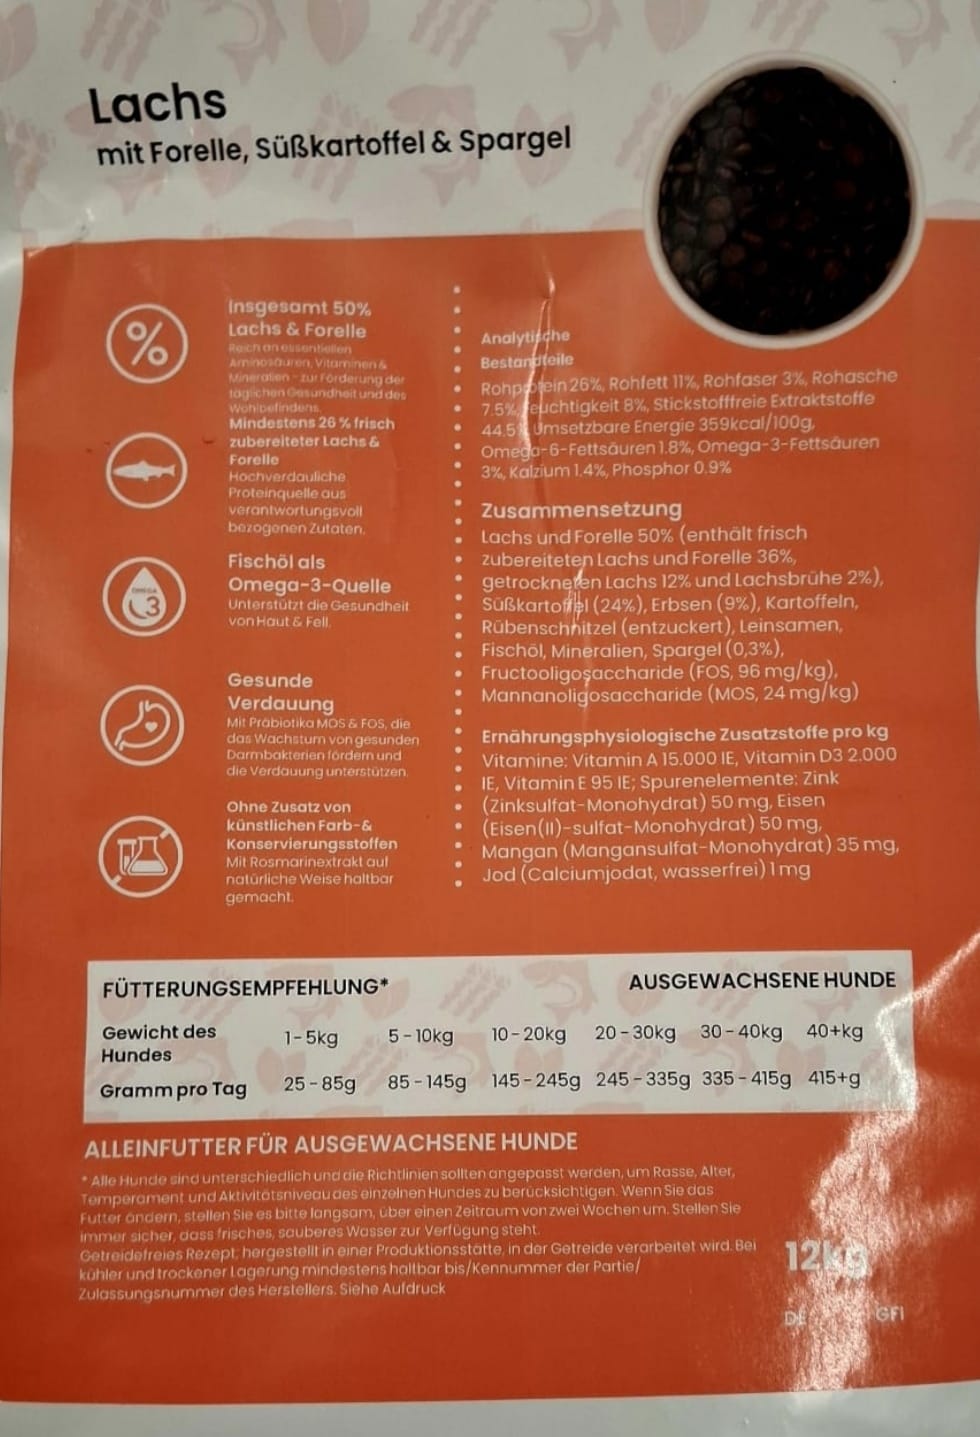 Lachs
mit Forelle, Süßkartoffel & Spargel
Insgesamt 50%
Lachs & Forelle
Reich an essentiellen
Aminosäuren, Vitaminen &
Mineralien - zur Förderung der
täglichen Gesundheit und des
Wohlbefindens.
Mindestens 26 % frisch
zubereiteter Lachs &
Forelle
Hochverdauliche
Proteinquelle aus
verantwortungsvoll
bezogenen Zutaten.
OMEGA
3
Fischöl als
Omega-3-Quelle
Unterstützt die Gesundheit
von Haut & Fell.
Gesunde
Verdauung
Mit Präbiotika MOS & FOS, die
das Wachstum von gesunden
Darmbakterien fördern und
die Verdauung unterstützen.
Ohne Zusatz von
künstlichen Farb-&
Konservierungsstoffen
Mit Rosmarinextrakt auf
natürliche Weise haltbar
gemacht.
Analytische
Bestandteile
Rohprotein 26%, Rohfett 11%, Rohfaser 3%, Rohasche
7.5%, Feuchtigkeit 8%, Stickstofffreie Extraktstoffe
44.5% Umsetzbare Energie 359kcal/100g,
Omega-6-Fettsäuren 1.8%, Omega-3-Fettsäuren
3%, Kalzium 1.4%, Phosphor 0.9%
Zusammensetzung
Lachs und Forelle 50% (enthält frisch
zubereiteten Lachs und Forelle 36%,
getrockneten Lachs 12% und Lachsbrühe 2%),
Süßkartoffel (24%), Erbsen (9%), Kartoffeln,
Rübenschnitzel (entzuckert), Leinsamen,
Fischöl, Mineralien, Spargel (0,3%),
Fructooligosaccharide (FOS, 96 mg/kg),
Mannanoligosaccharide (MOS, 24 mg/kg)
Ernährungsphysiologische Zusatzstoffe pro kg
Vitamine: Vitamin A 15.000 IE, Vitamin D3 2.000
IE, Vitamin E 95 IE; Spurenelemente: Zink
(Zinksulfat-Monohydrat) 50 mg, Eisen
(Eisen(II)-sulfat-Monohydrat) 50 mg,
Mangan (Mangansulfat-Monohydrat) 35 mg,
Jod (Calciumjodat, wasserfrei) 1 mg
FÜTTERUNGSEMPFEHLUNG* AUSGEWACHSENE HUNDE
Gewicht des
Hundes 1-5kg 5-10kg 10-20kg 20-30kg 30-40kg 40+kg
Gramm pro Tag 25-85g 85-145g 145-245g 245-335g 335-415g 415+g
ALLEINFUTTER FÜR AUSGEWACHSENE HUNDE
* Alle Hunde sind unterschiedlich und die Richtlinien sollten angepasst werden, um Rasse, Alter,
Temperament und Aktivitätsniveau des einzelnen Hundes zu berücksichtigen. Wenn Sie das
Futter ändern, stellen Sie es bitte langsam, über einen Zeitraum von zwei Wochen um. Stellen Sie
immer sicher, dass frisches, sauberes Wasser zur Verfügung steht.
Getreidefreies Rezept, hergestellt in einer Produktionsstätte, in der Getreide verarbeitet wird. Bei
kühler und trockener Lagerung mindestens haltbar bis/Kennummer der Partie/
Zulassungsnummer des Herstellers. Siehe Aufdruck
12kg
DE GFI